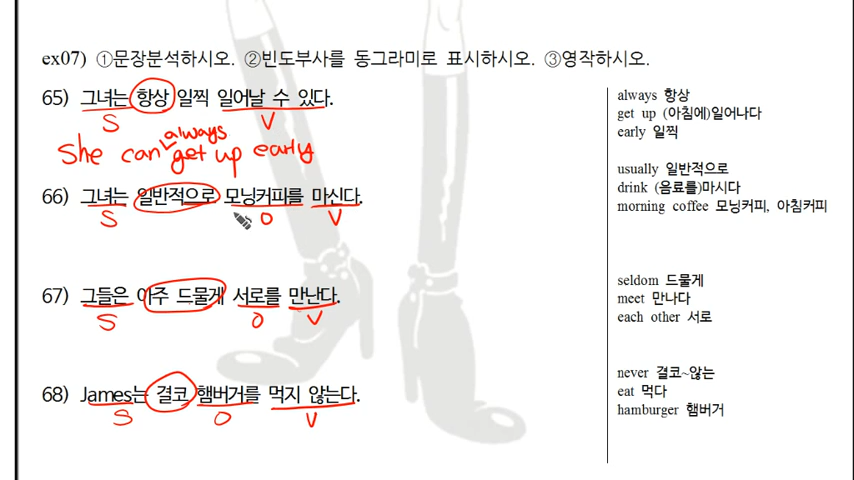 ex07) ①문장분석하시오. ②빈도부사를 동그라미로 표시하시오. ③영작하시오.
65) 그녀는 항상 일찍 일어날 수 있다.
S V
always
She can get up early
66) 그녀는 일반적으로 모닝커피를 마신다.
S O V
67) 그들은 아주 드물게 서로를 만난다.
S O V
68) James는 결코 햄버거를 먹지 않는다.
S O V
always 항상
get up (아침에)일어나다
early 일찍
usually 일반적으로
drink (음료를)마시다
morning coffee 모닝커피, 아침커피
seldom 드물게
meet 만나다
each other 서로
never 결코~않는
eat 먹다
hamburger 햄버거